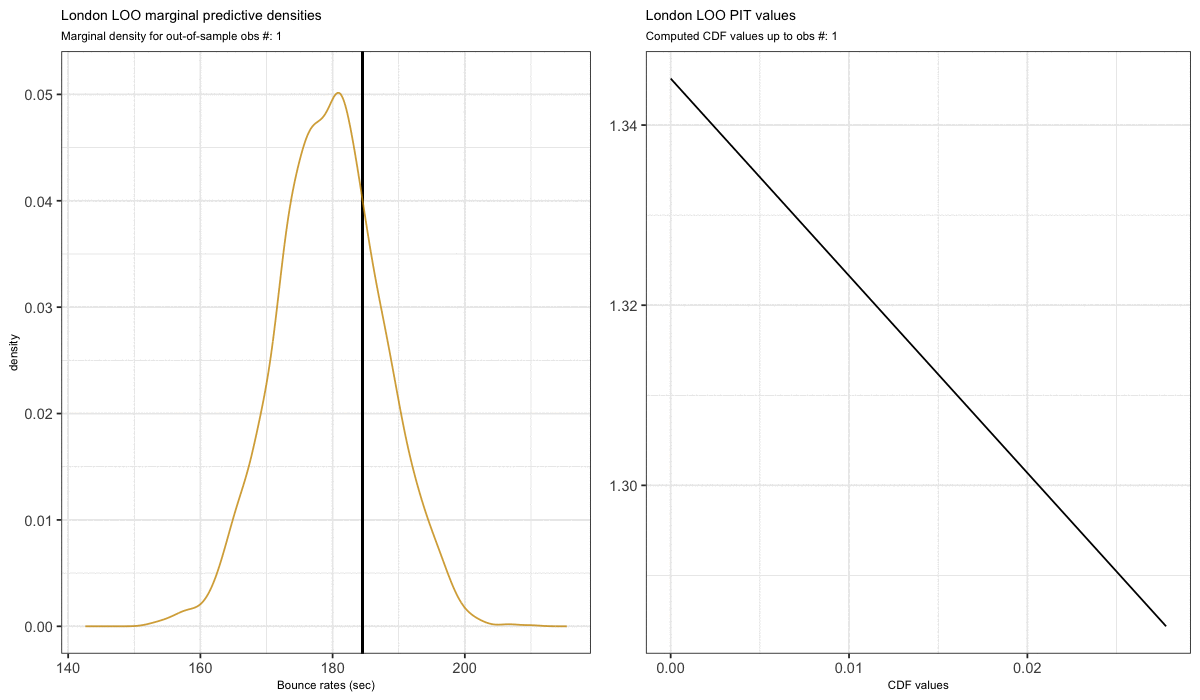 London LOO marginal predictive densities
Marginal density for out-of-sample obs #: 1
density
0.05
0.04
0.03
0.02
0.01
0.00
140 160 180 200
Bounce rates (sec)
London LOO PIT values
Computed CDF values up to obs #: 1
1.34
1.32
1.30
0.00 0.01 0.02
CDF values